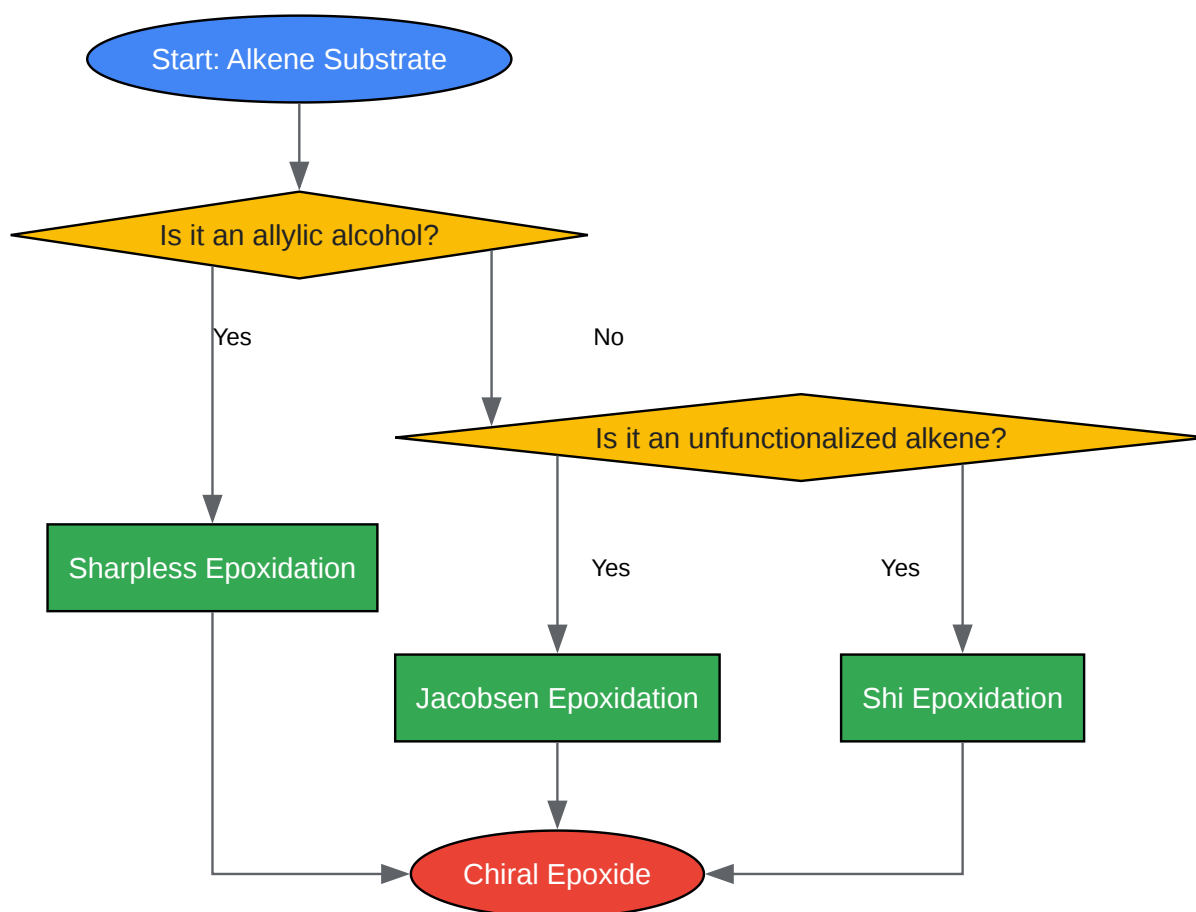 Start: Alkene Substrate
Is it an allylic alcohol?
Yes
No
Is it an unfunctionalized alkene?
Sharpless Epoxidation
Yes
Yes
Jacobsen Epoxidation
Shi Epoxidation
Chiral Epoxide